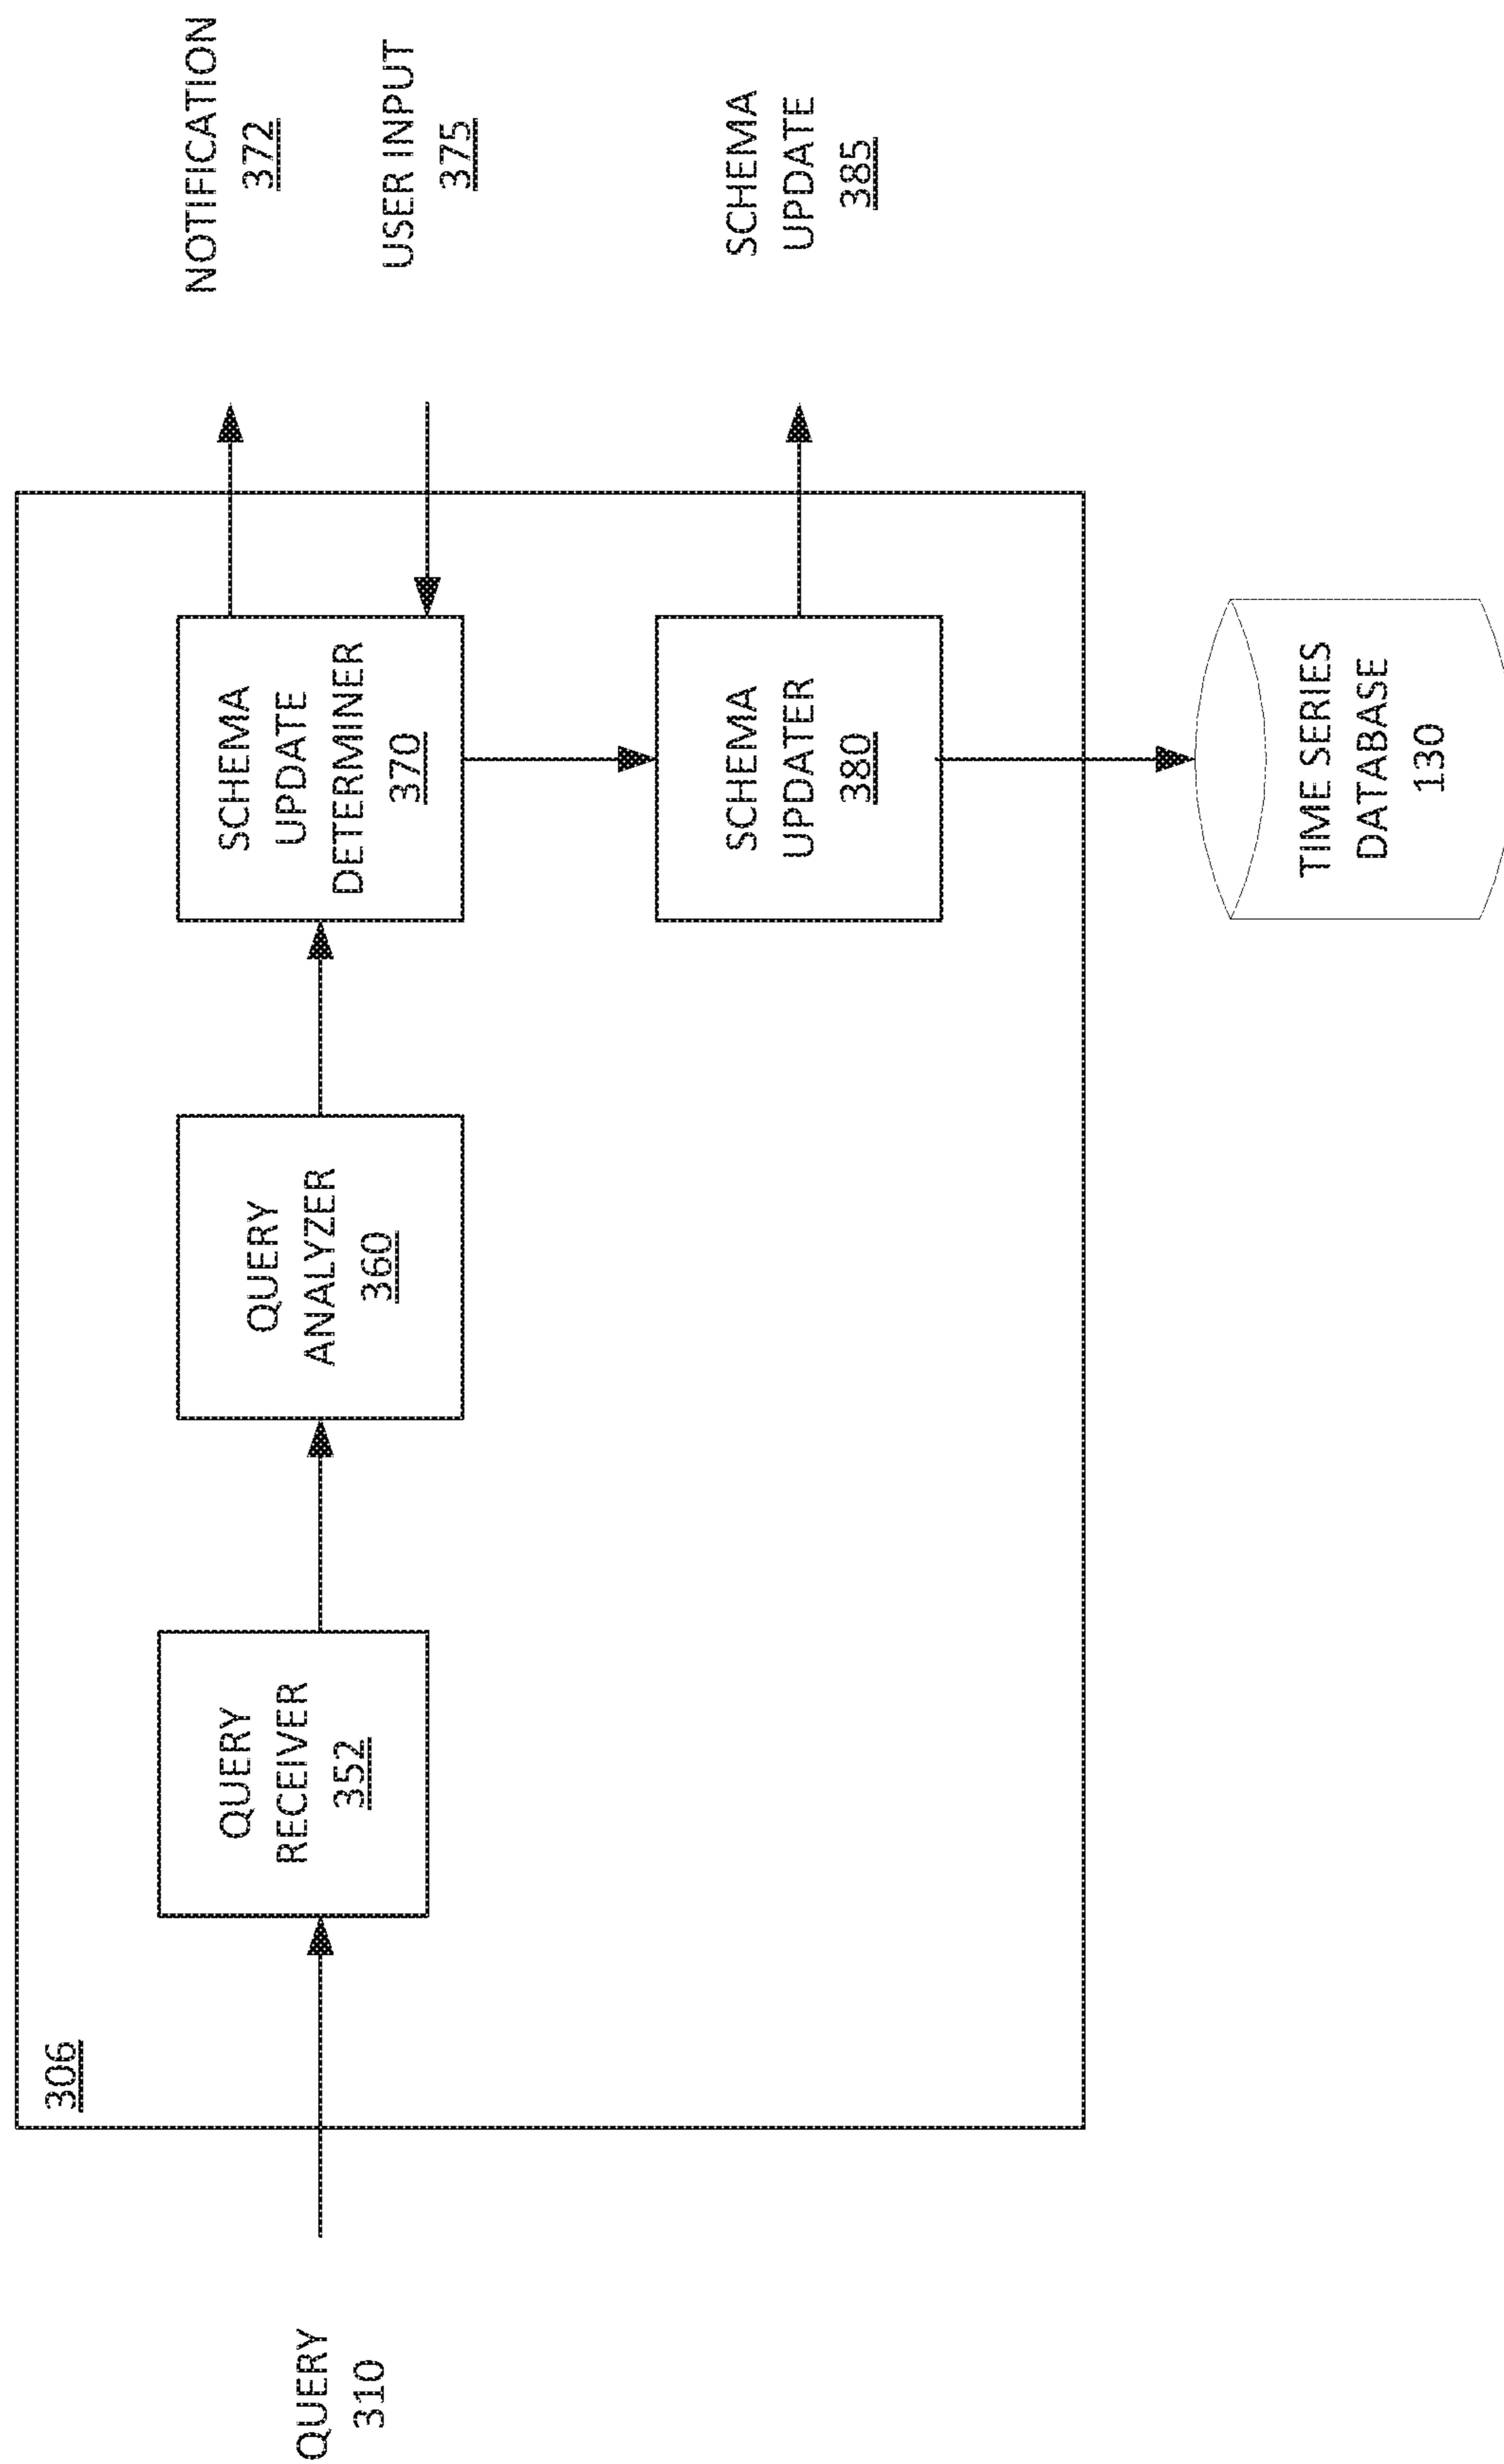 306
QUERY
310
QUERY
RECEIVER
352
QUERY
ANALYZER
360
SCHEMA
UPDATE
DETERMINER
370
NOTIFICATION
372
USER INPUT
375
SCHEMA
UPDATER
380
SCHEMA
UPDATE
385
TIME SERIES
DATABASE
130